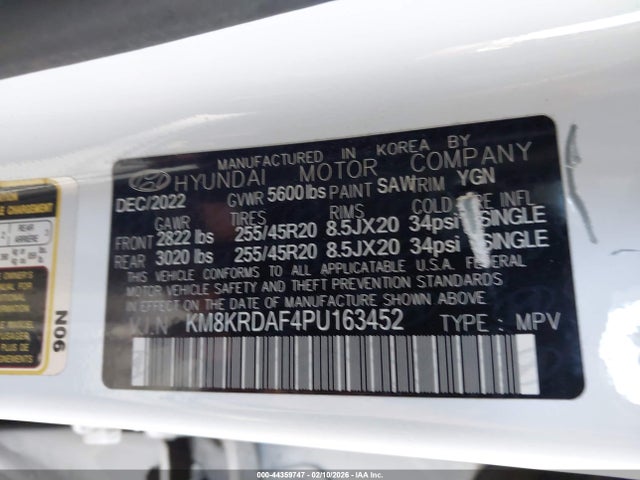 MANUFACTURED IN KOREA BY
HYUNDAI MOTOR COMPANY
DEC/2022 GVWR 5600lbs PAINT SAW TRIM YGN
GAWR TIRES RIMS COLD TIRE INFL
FRONT 2822 lbs 255/45R20 8.5JX20 34psi SINGLE
REAR 3020 lbs 255/45R20 8.5JX20 34psi SINGLE
THIS VEHICLE CONFORMS TO ALL APPLICABLE U.S.A. FEDERAL
MOTOR VEHICLE SAFETY AND THEFT PREVENTION STANDARDS
IN EFFECT ON THE DATE OF MANUFACTURE SHOWN ABOVE.
V.I.N KM8KRDAF4PU163452 TYPE : MPV
REAR
ARRIÈRE
N06
000-44359747 - 02/10/2026 - IAA Inc.